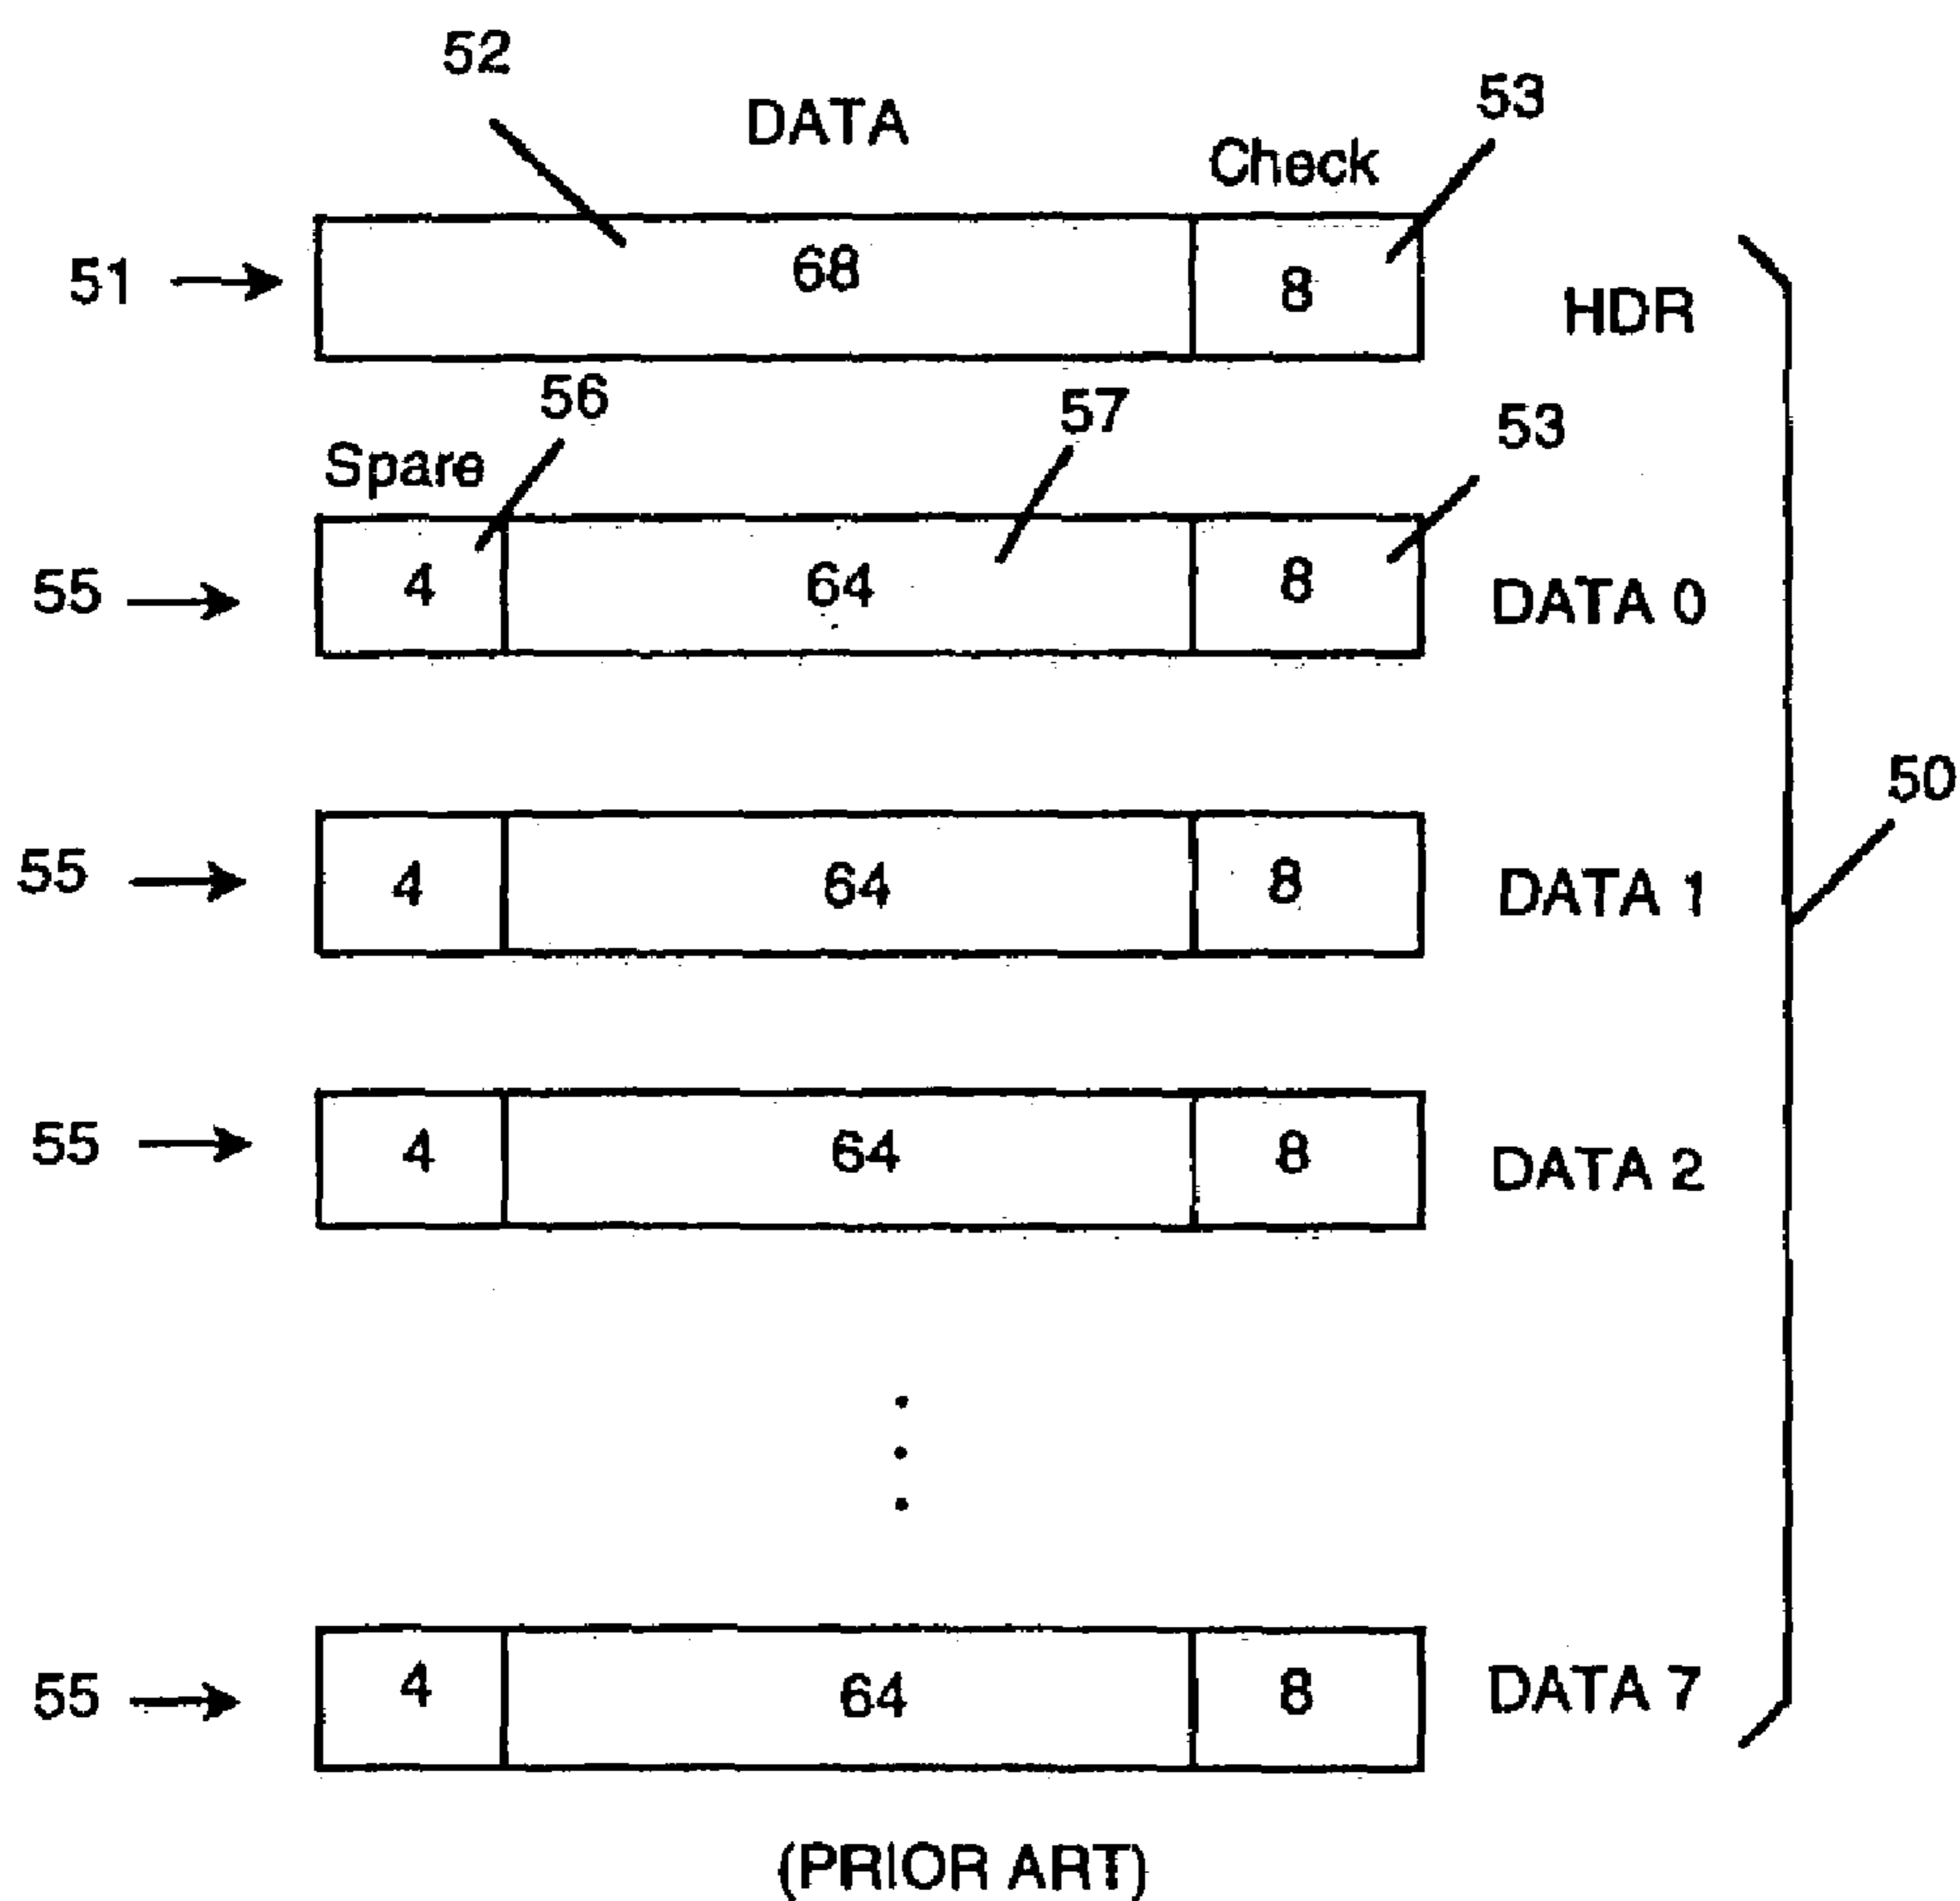 52
DATA
53
Check
51
68
8
HDR
56
57
53
Spare
55
4
64
8
DATA 0
50
55
4
64
8
DATA 1
55
4
64
8
DATA 2
55
4
64
8
DATA 7
(PRIOR ART)